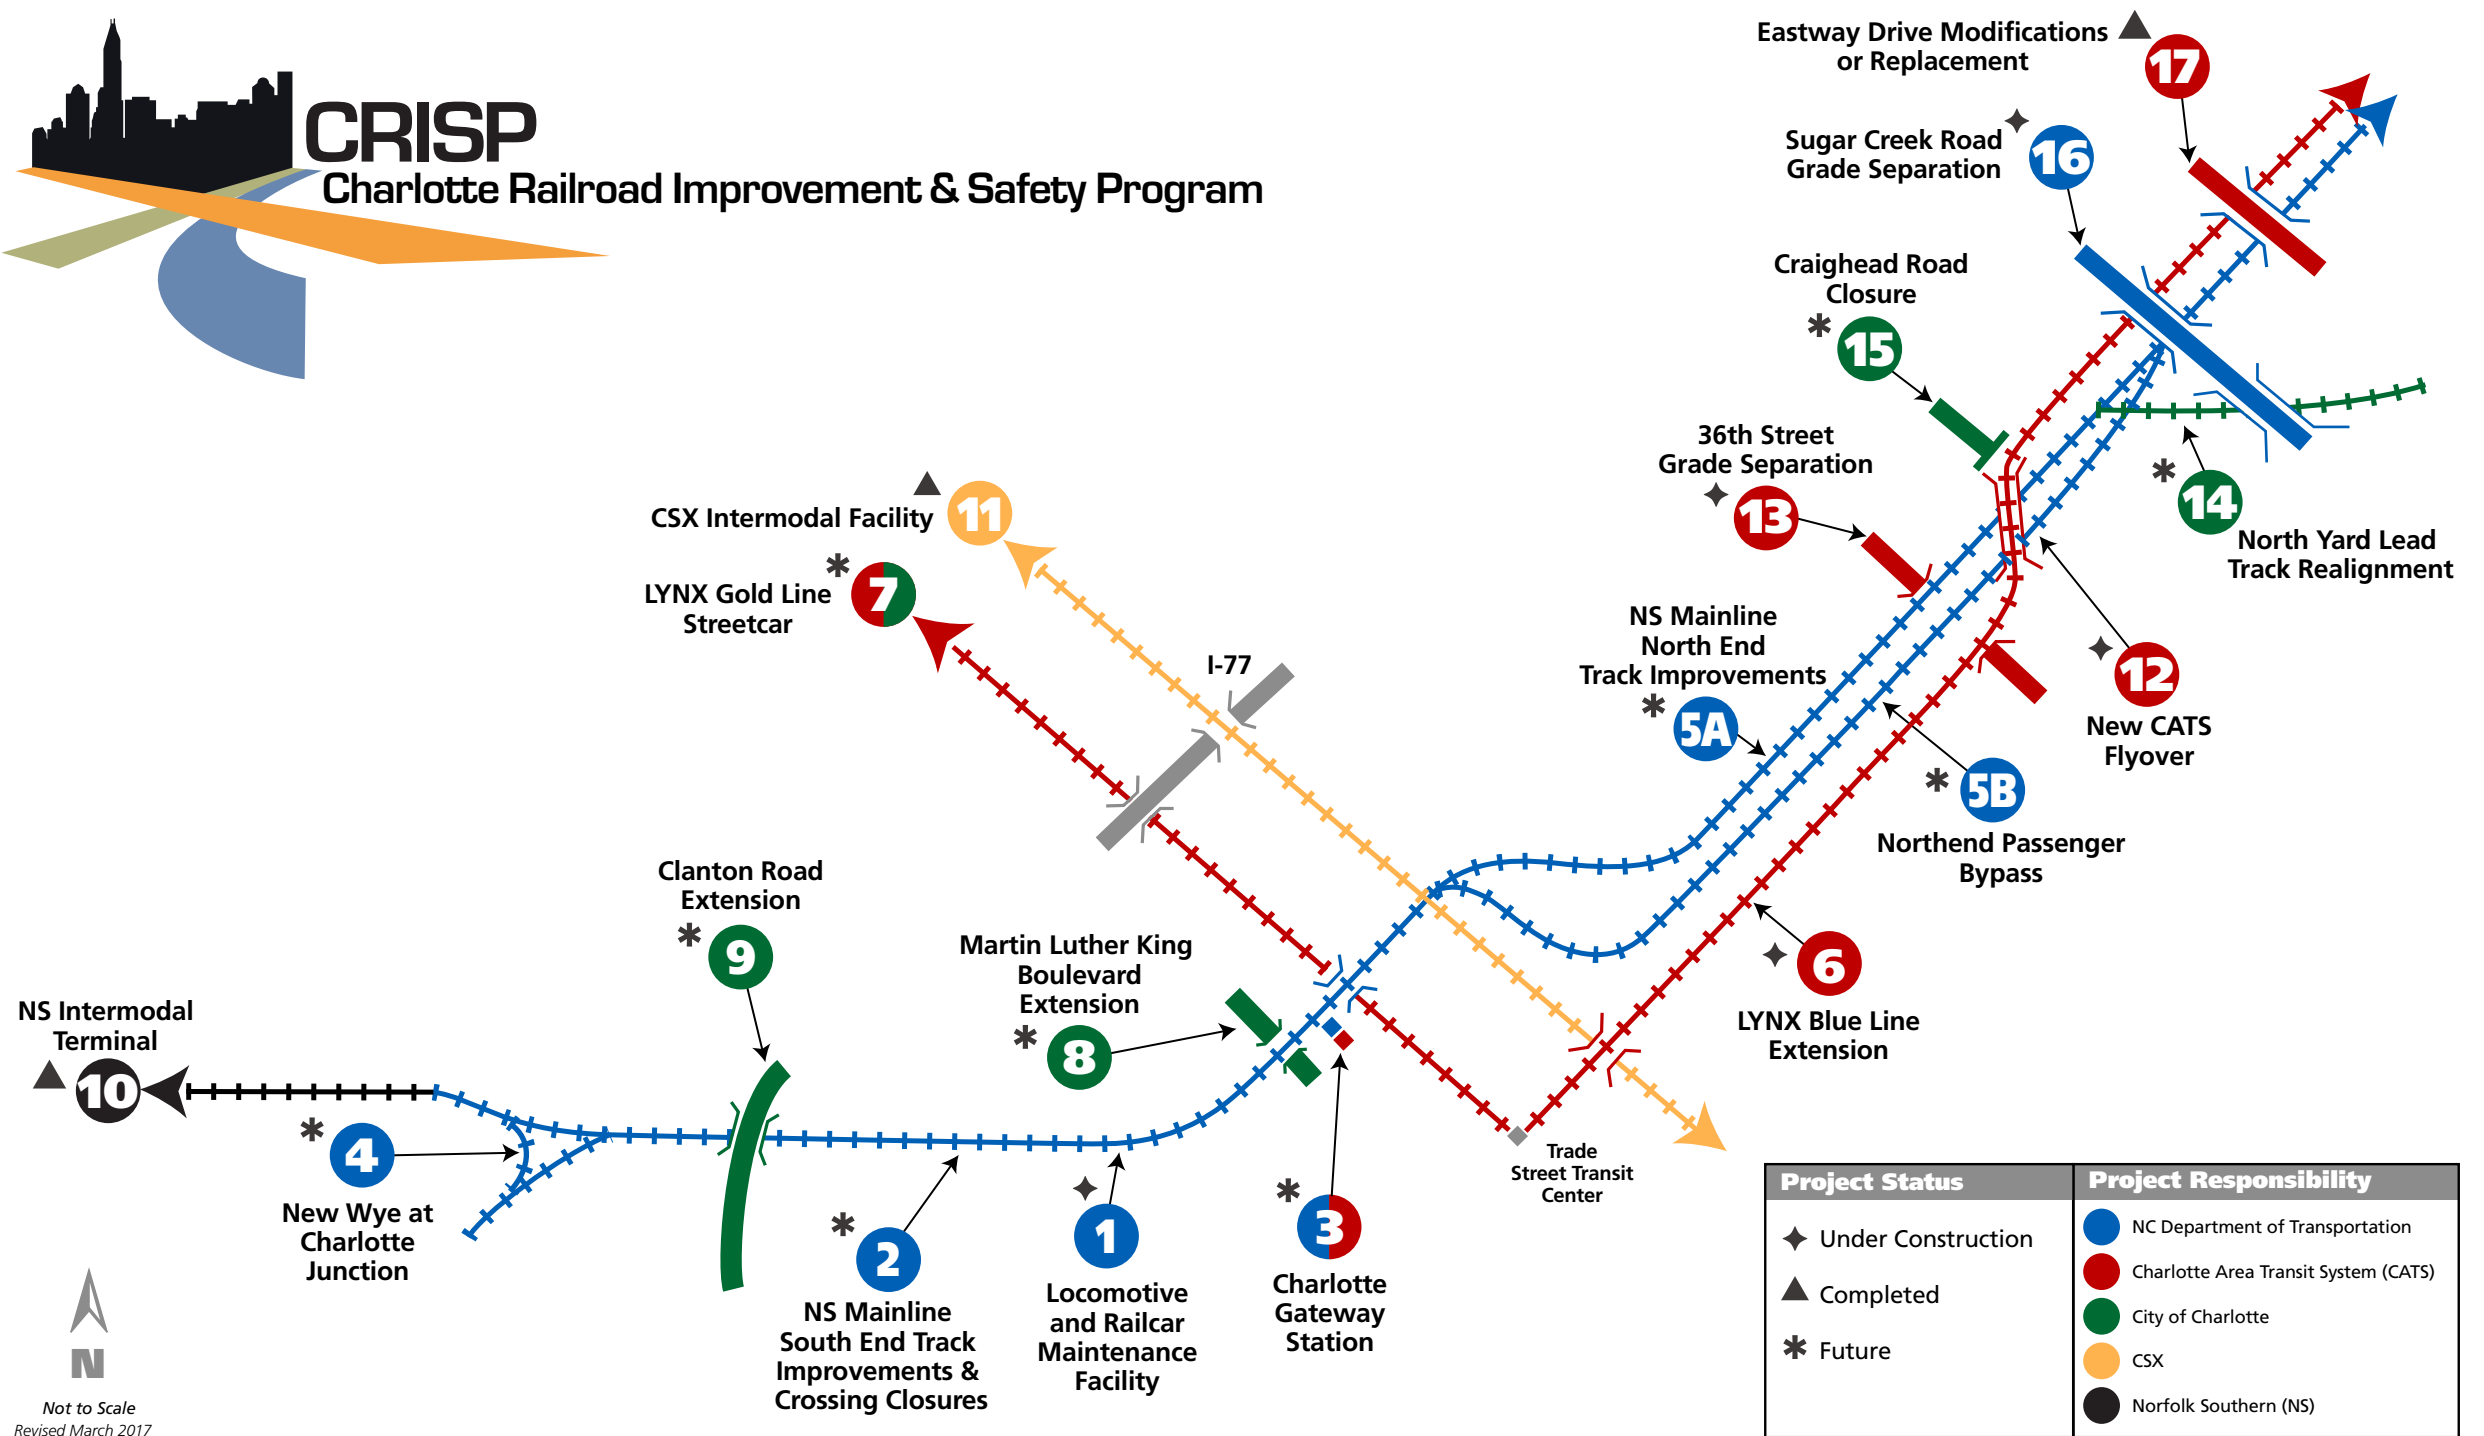 CRISP
Charlotte Railroad Improvement & Safety Program
Eastway Drive Modifications
or Replacement
17
Sugar Creek Road
Grade Separation
16
Craighead Road
Closure
15
36th Street
Grade Separation
13
14
North Yard Lead
Track Realignment
CSX Intermodal Facility
11
LYNX Gold Line
Streetcar
7
I-77
NS Mainline
North End
Track Improvements
5A
12
New CATS
Flyover
5B
Northend Passenger
Bypass
Clanton Road
Extension
9
Martin Luther King
Boulevard
Extension
8
6
LYNX Blue Line
Extension
NS Intermodal
Terminal
10
4
New Wye at
Charlotte
Junction
2
NS Mainline
South End Track
Improvements &
Crossing Closures
1
Locomotive
and Railcar
Maintenance
Facility
3
Charlotte
Gateway
Station
Trade
Street Transit
Center
N
Not to Scale
Revised March 2017
Project Status
Under Construction
Completed
Future
Project Responsibility
NC Department of Transportation
Charlotte Area Transit System (CATS)
City of Charlotte
CSX
Norfolk Southern (NS)